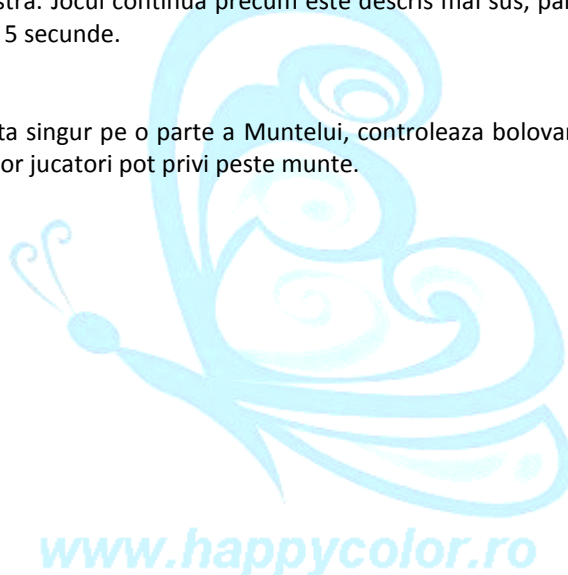 stra. Jocul continua precum este descris mai sus, par
5 secunde.
ta singur pe o parte a Muntelui, controleaza bolovar
or jucatori pot privi peste munte.
www.happycolor.ro